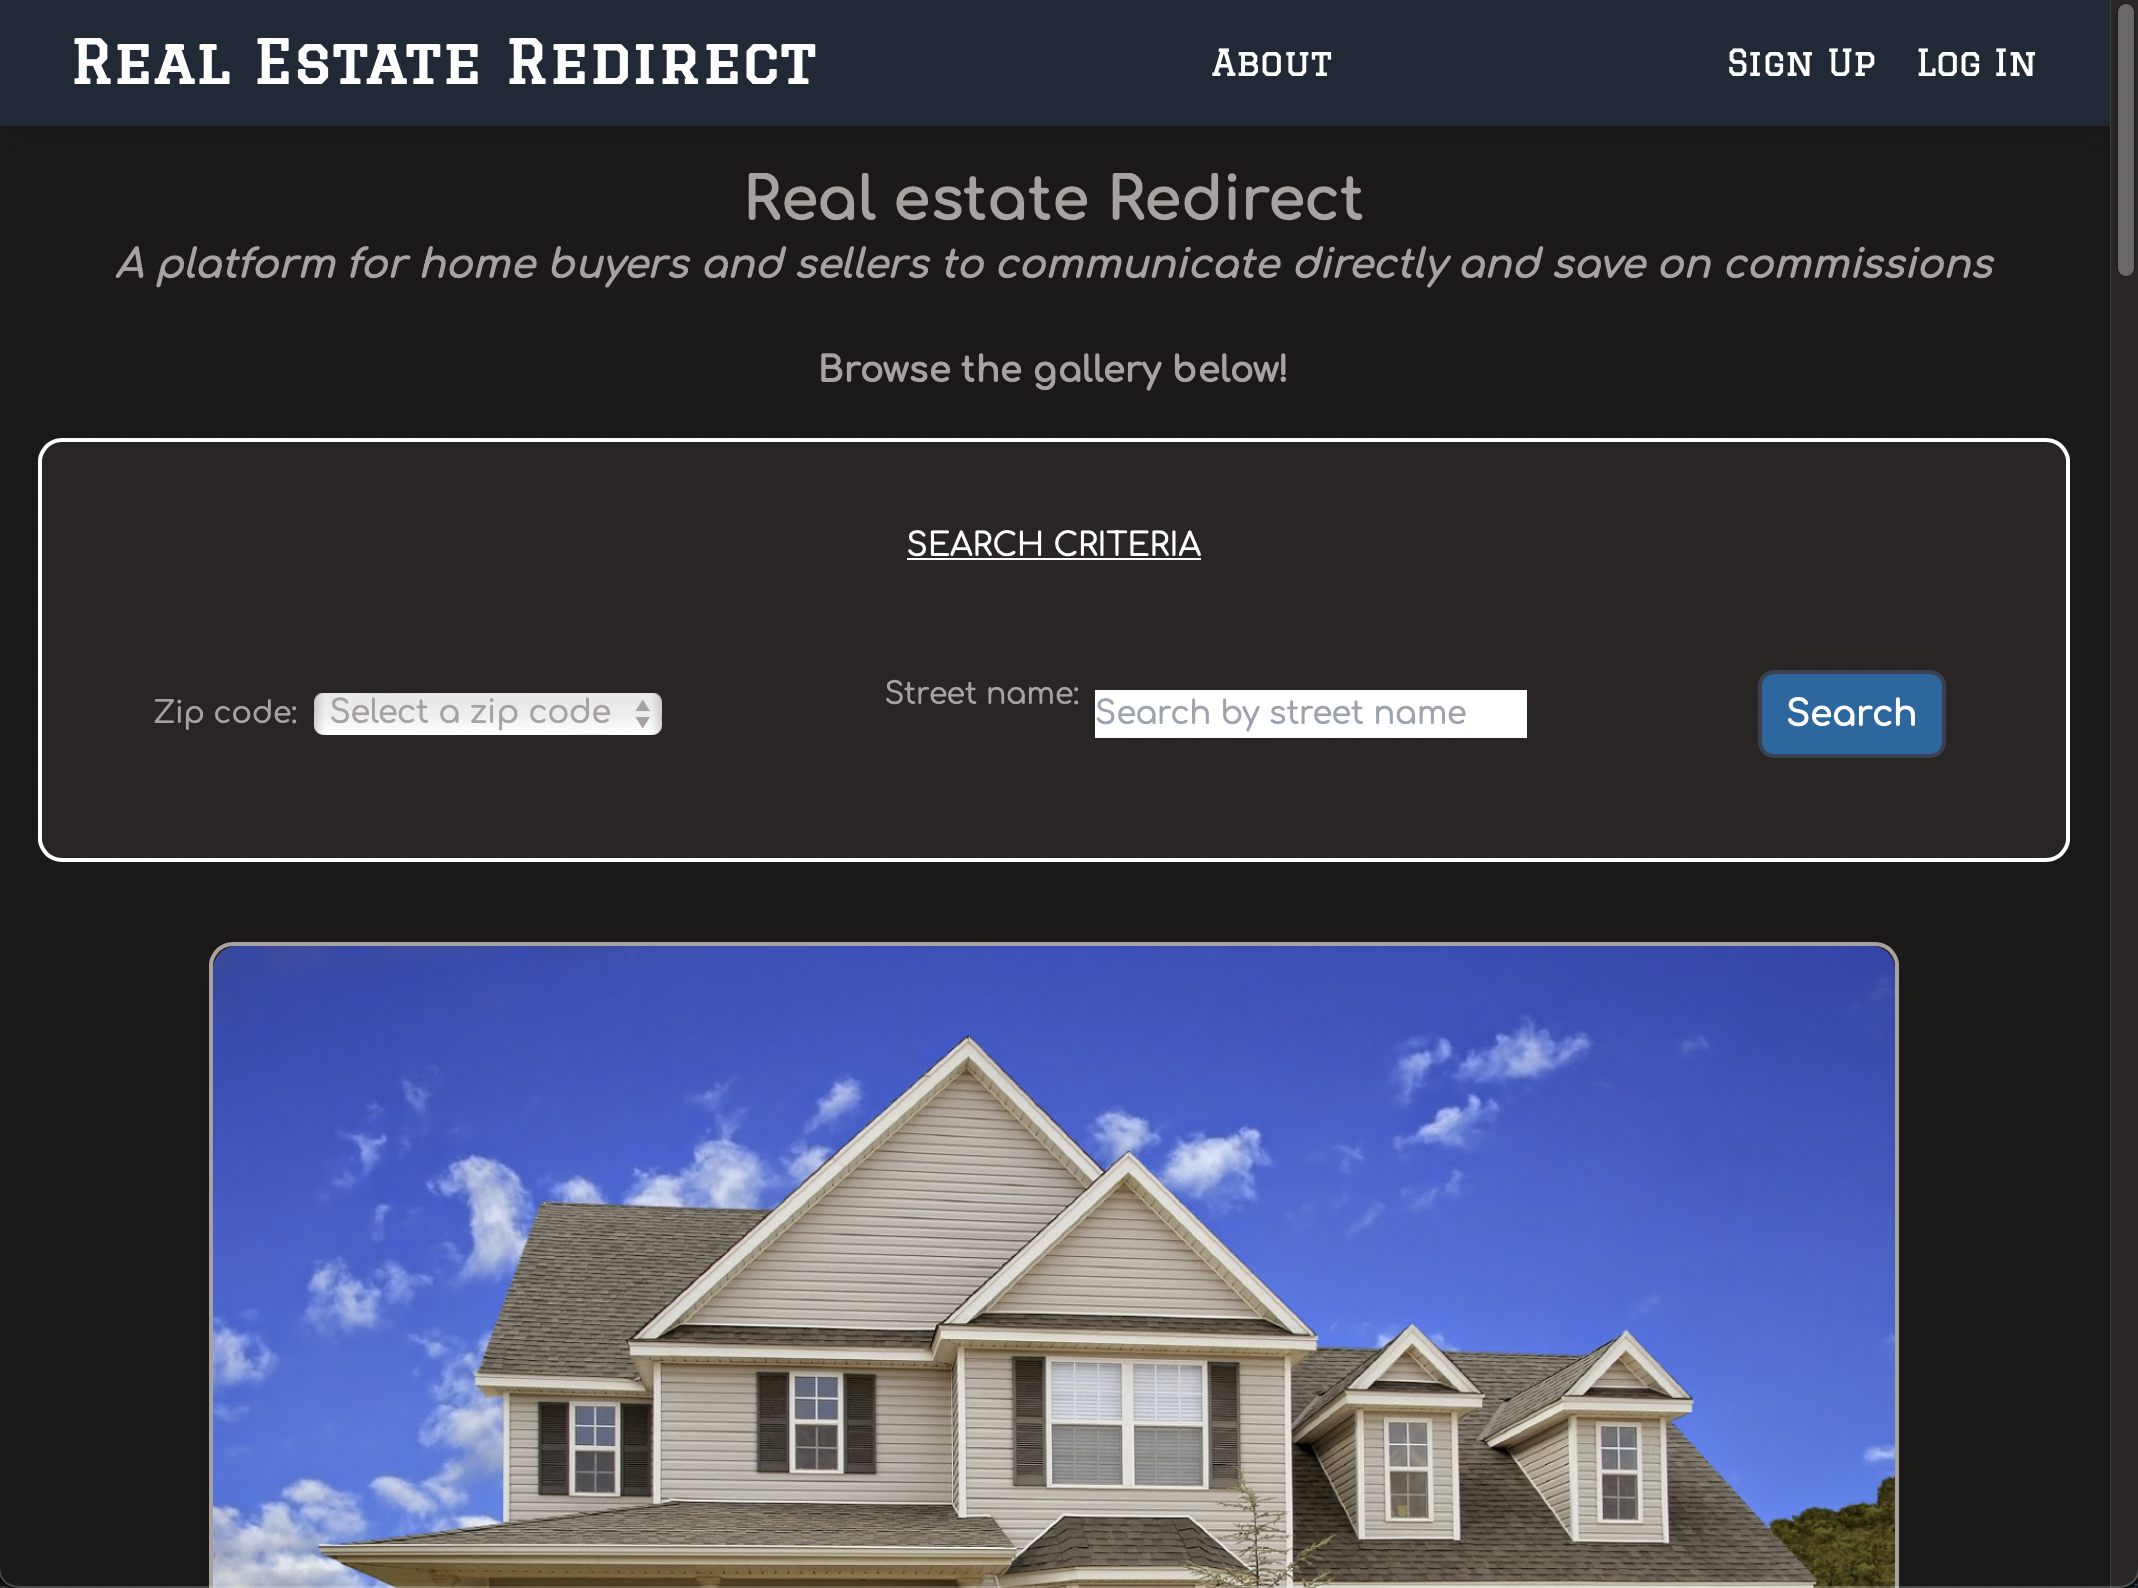 Real Estate Redirect
About
Sign Up
Log In
Real estate Redirect
A platform for home buyers and sellers to communicate directly and save on commissions
Browse the gallery below!
SEARCH CRITERIA
Zip code: Select a zip code
Street name: Search by street name
Search